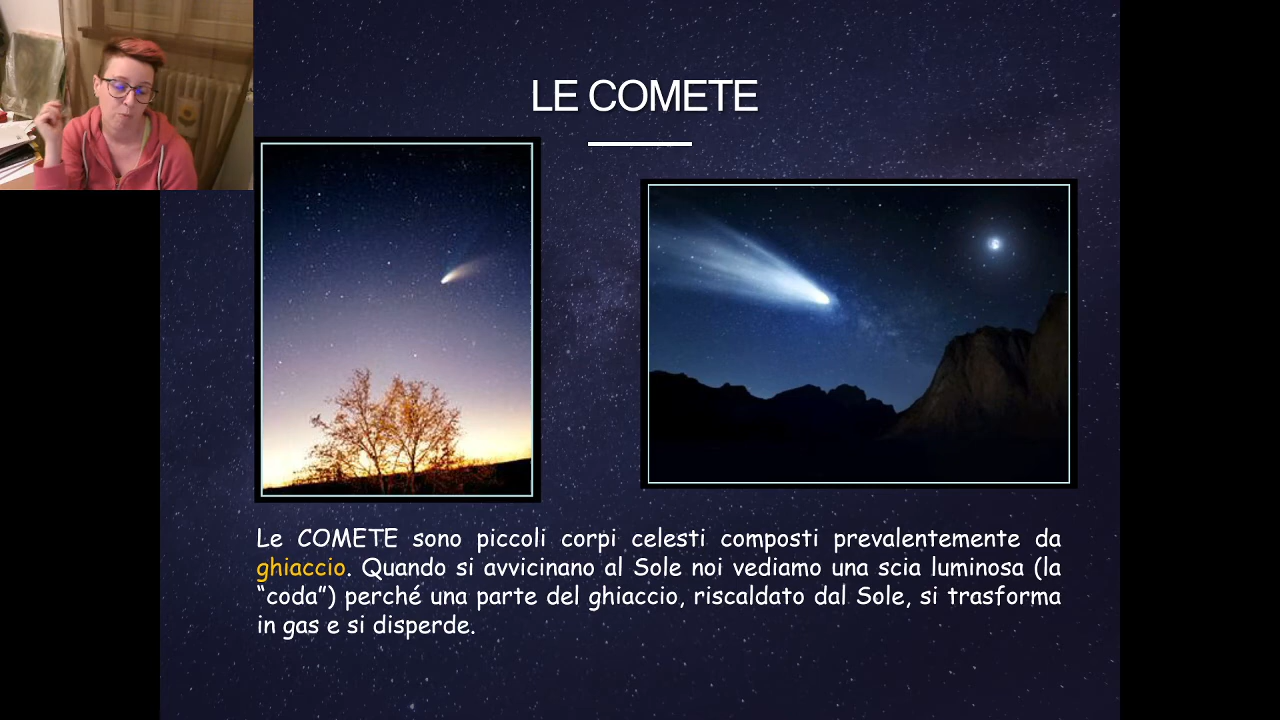 LE COMETE
Le COMETE sono piccoli corpi celesti composti prevalentemente da
ghiaccio. Quando si avvicinano al Sole noi vediamo una scia luminosa (la
“coda”) perché una parte del ghiaccio, riscaldato dal Sole, si trasforma
in gas e si disperde.